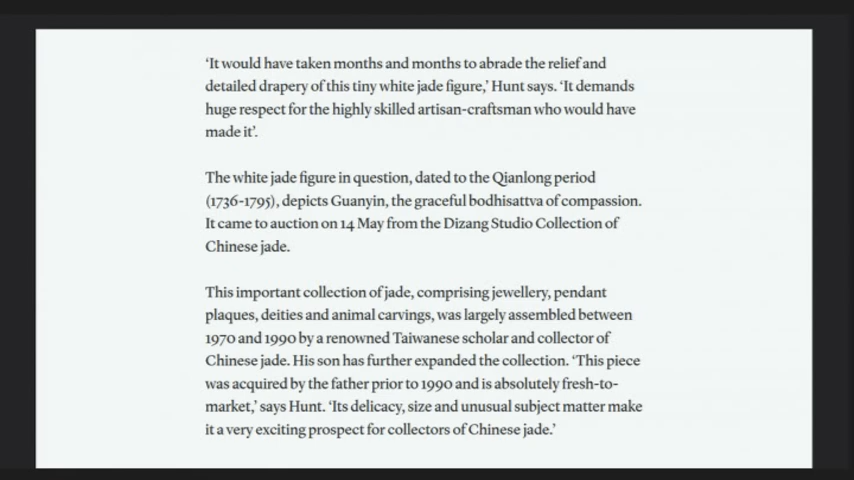 ‘It would have taken months and months to abrade the relief and
detailed drapery of this tiny white jade figure,’ Hunt says. ‘It demands
huge respect for the highly skilled artisan-craftsman who would have
made it’.
The white jade figure in question, dated to the Qianlong period
(1736-1795), depicts Guanyin, the graceful bodhisattva of compassion.
It came to auction on 14 May from the Dizang Studio Collection of
Chinese jade.
This important collection of jade, comprising jewellery, pendant
plaques, deities and animal carvings, was largely assembled between
1970 and 1990 by a renowned Taiwanese scholar and collector of
Chinese jade. His son has further expanded the collection. ‘This piece
was acquired by the father prior to 1990 and is absolutely fresh-to-
market,’ says Hunt. ‘Its delicacy, size and unusual subject matter make
it a very exciting prospect for collectors of Chinese jade.’